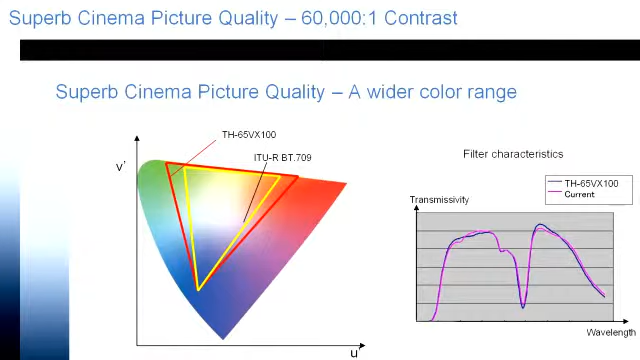 Superb Cinema Picture Quality – 60,000:1 Contrast
Superb Cinema Picture Quality – A wider color range
TH-65VX100
ITU-R BT.709
v'
u'
Filter characteristics
TH-65VX100
Current
Transmissivity
Wavelength